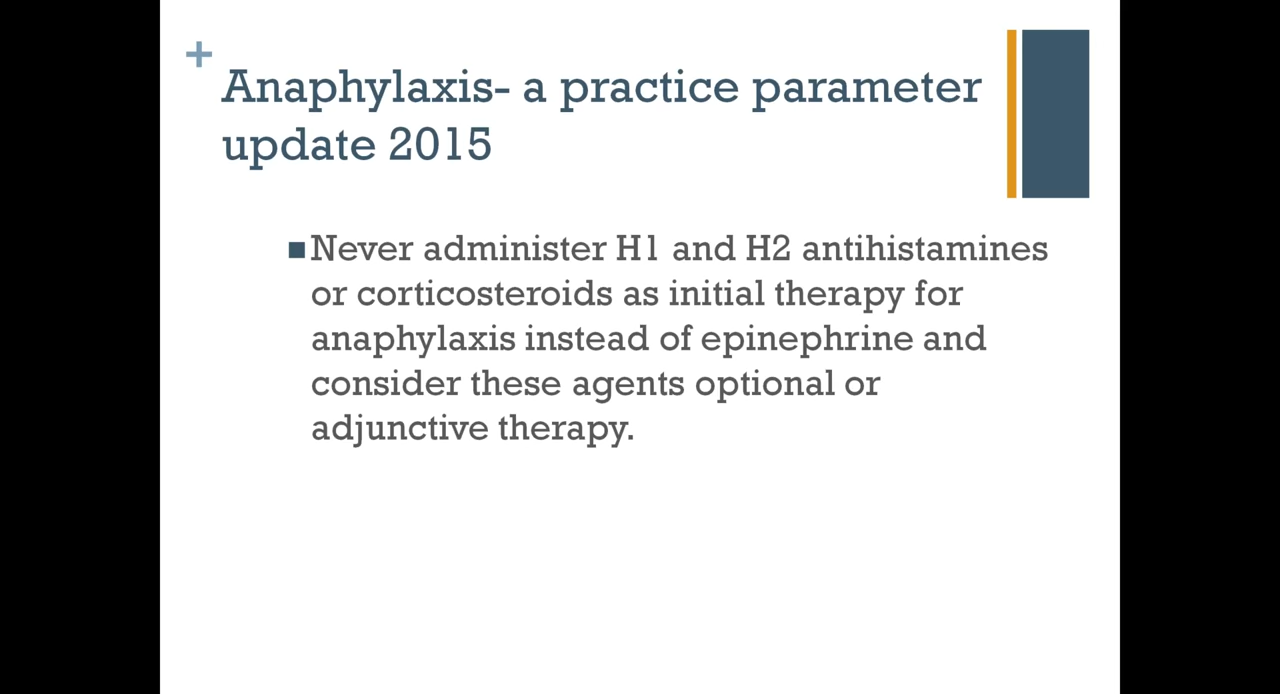 +
Anaphylaxis- a practice parameter
update 2015
Never administer H1 and H2 antihistamines
or corticosteroids as initial therapy for
anaphylaxis instead of epinephrine and
consider these agents optional or
adjunctive therapy.